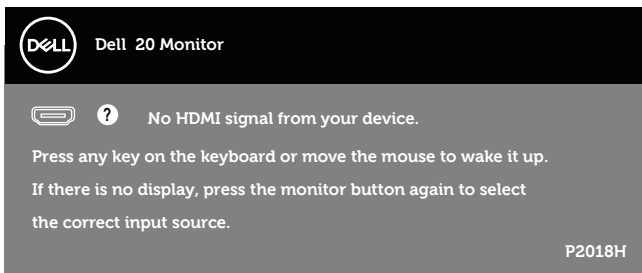 DELL
Dell 20 Monitor
? No HDMI signal from your device.
Press any key on the keyboard or move the mouse to wake it up.
If there is no display, press the monitor button again to select
the correct input source.
P2018H